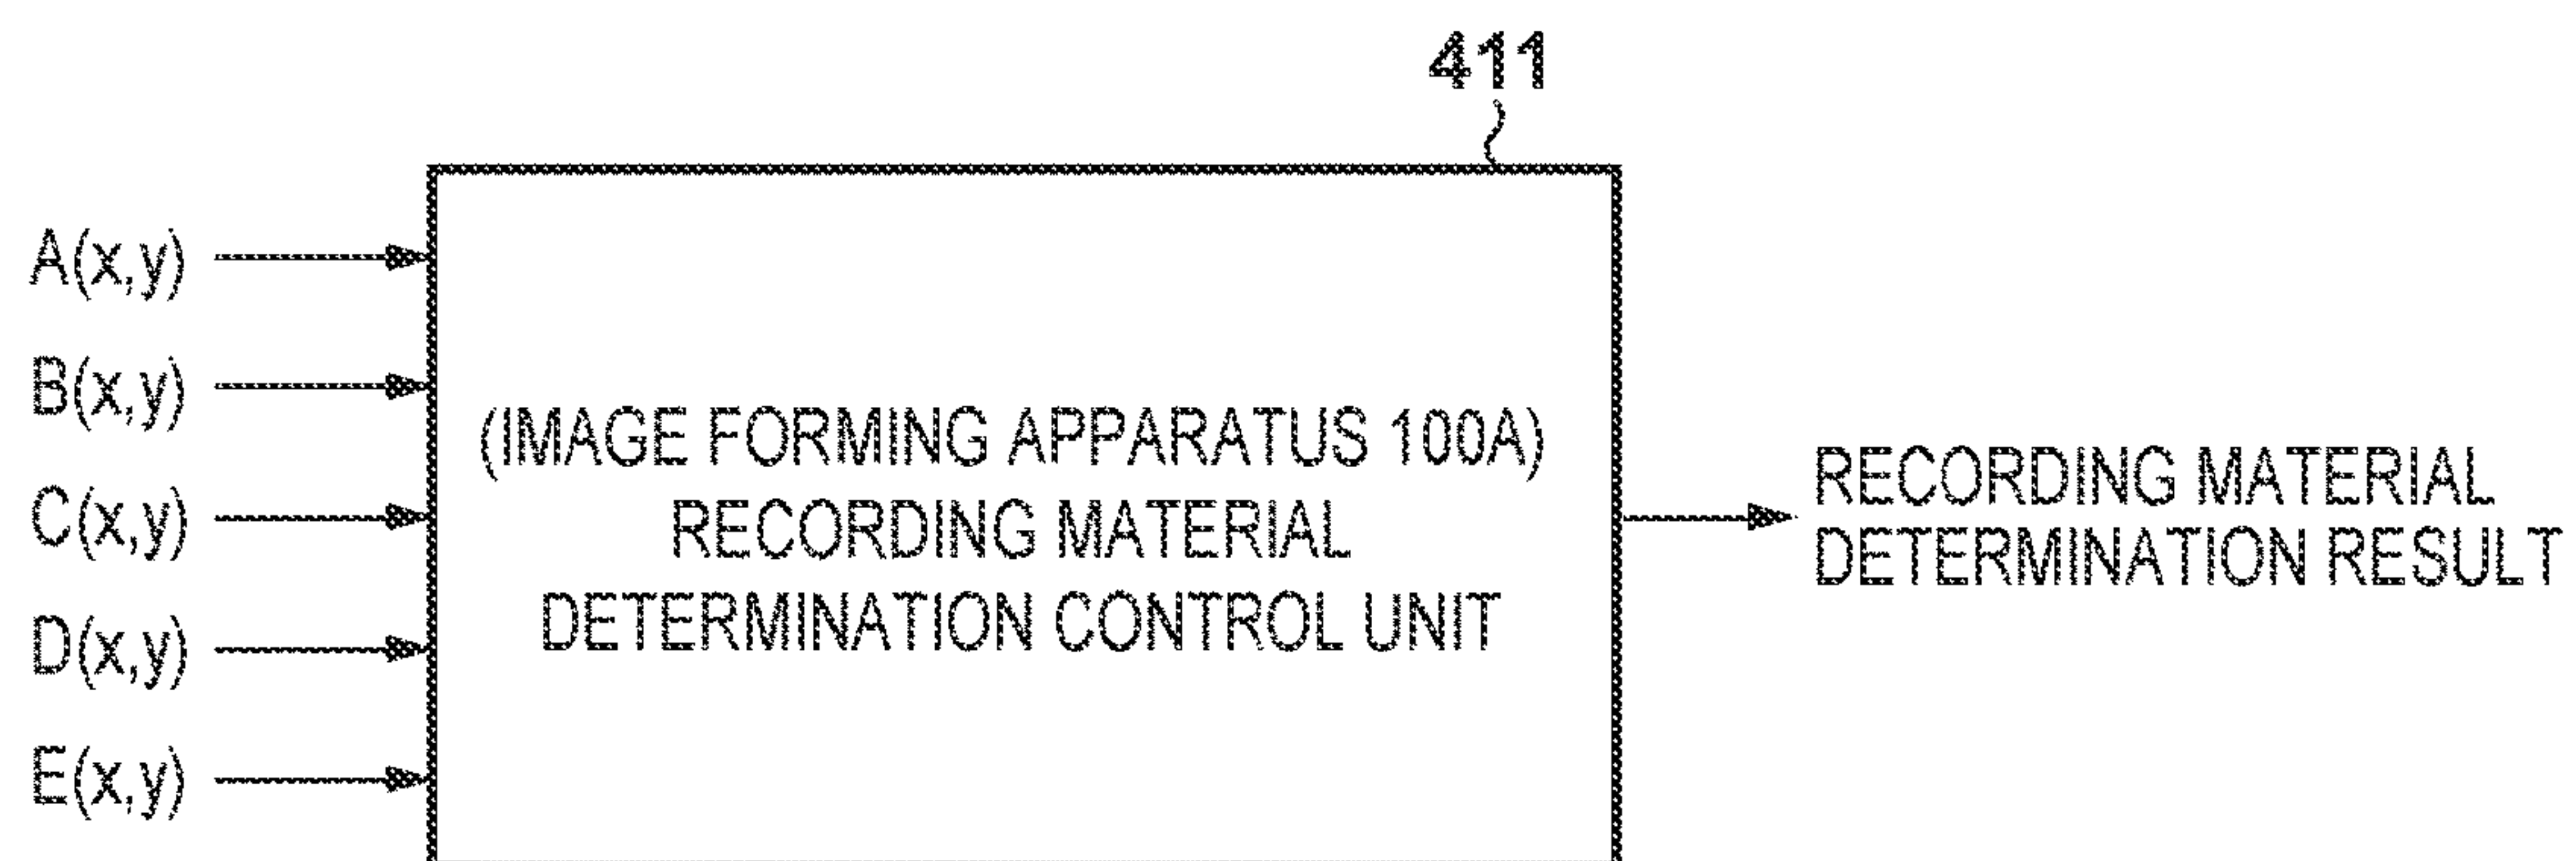 411
A(x,y)
B(x,y)
C(x,y)
D(x,y)
E(x,y)
(IMAGE FORMING APPARATUS 100A)
RECORDING MATERIAL
DETERMINATION CONTROL UNIT
RECORDING MATERIAL
DETERMINATION RESULT